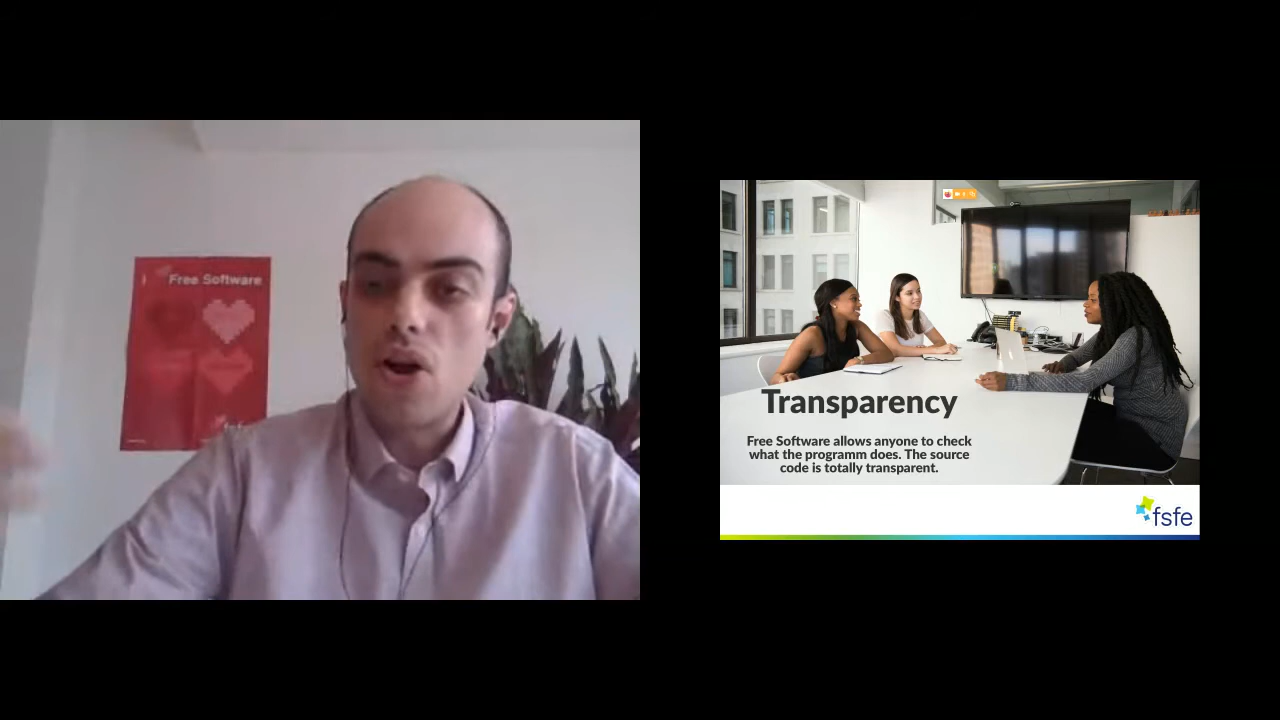 Free Software
Transparency
Free Software allows anyone to check
what the programm does. The source
code is totally transparent.
fsfe